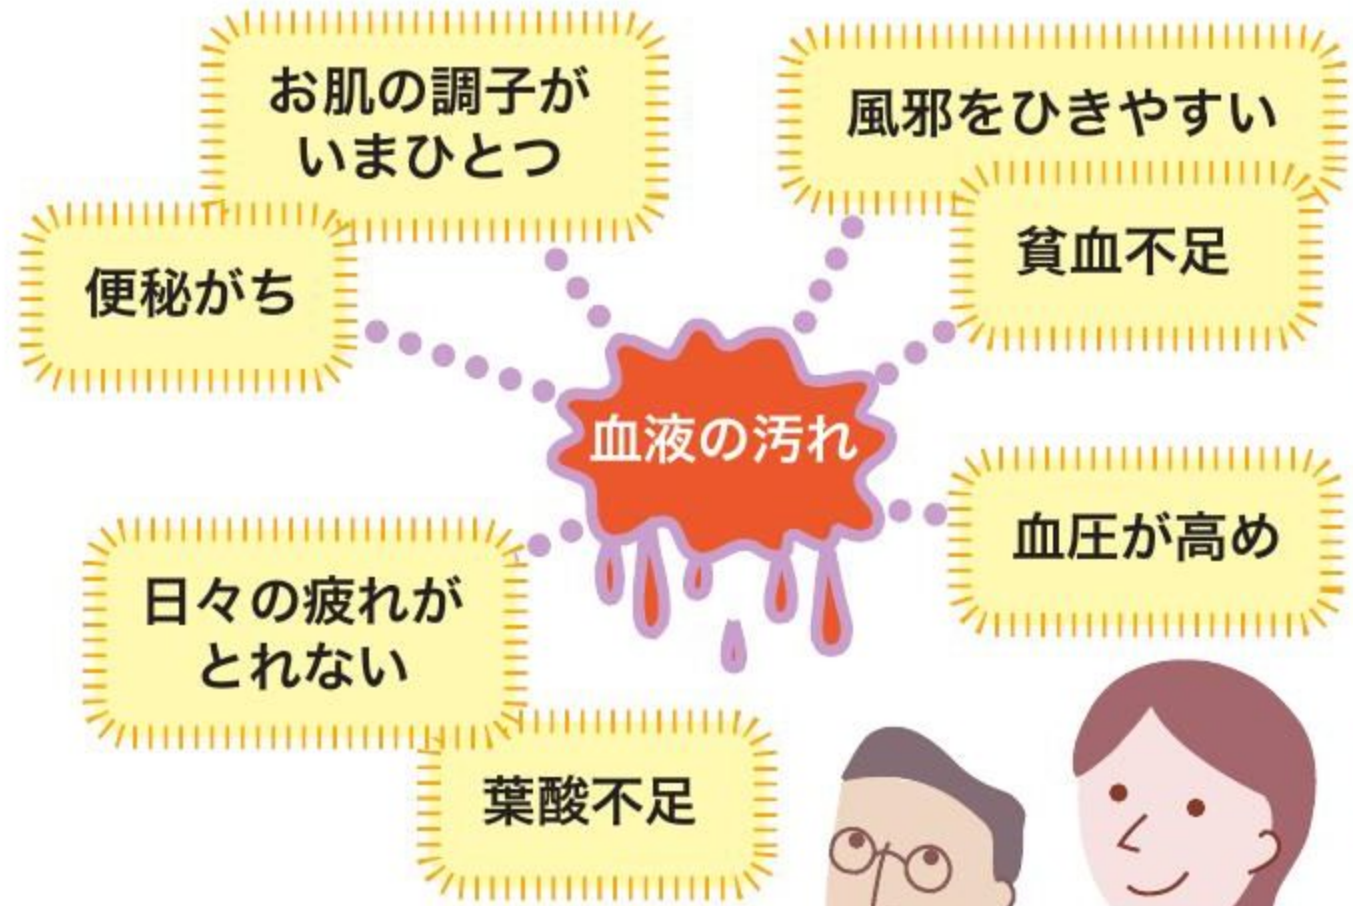 お肌の調子が
いまひとつ
風邪をひきやすい
便秘がち
貧血不足
血液の汚れ
血圧が高め
日々の疲れが
とれない
葉酸不足